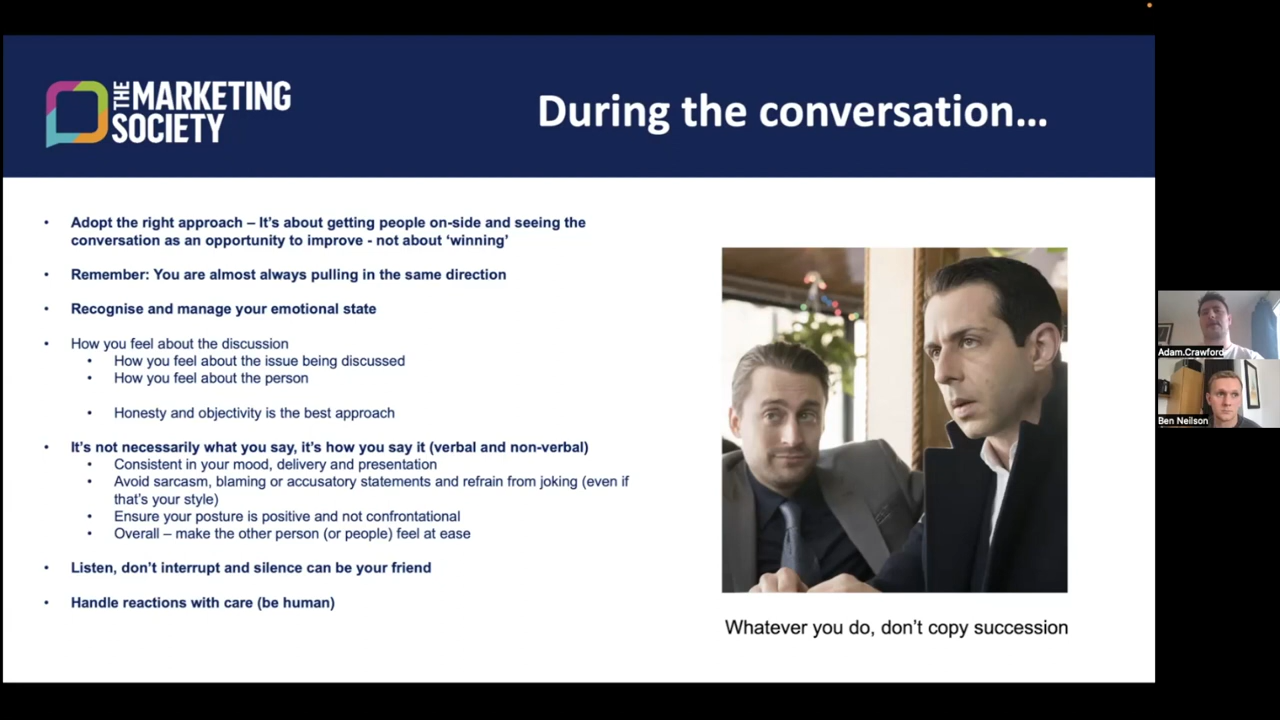 THE MARKETING
SOCIETY
During the conversation…
• Adopt the right approach – It’s about getting people on-side and seeing the
conversation as an opportunity to improve - not about ‘winning’
• Remember: You are almost always pulling in the same direction
• Recognise and manage your emotional state
• How you feel about the discussion
• How you feel about the issue being discussed
• How you feel about the person
• Honesty and objectivity is the best approach
• It’s not necessarily what you say, it’s how you say it (verbal and non-verbal)
• Consistent in your mood, delivery and presentation
• Avoid sarcasm, blaming or accusatory statements and refrain from joking (even if
that’s your style)
• Ensure your posture is positive and not confrontational
• Overall – make the other person (or people) feel at ease
• Listen, don’t interrupt and silence can be your friend
• Handle reactions with care (be human)
Whatever you do, don’t copy succession
Adam.Crawford
Ben Neilson